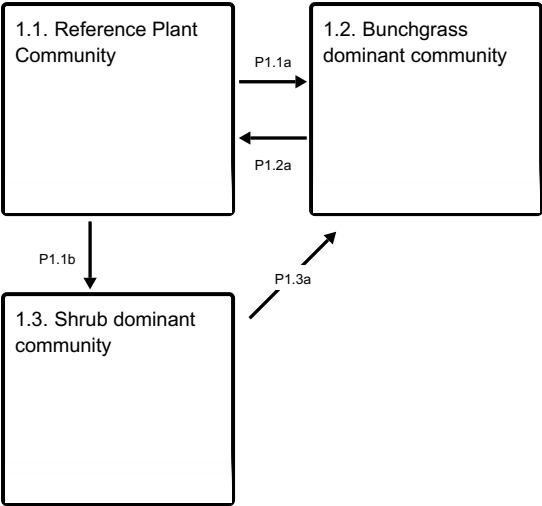 1.1. Reference Plant
Community
P1.1a
1.2. Bunchgrass
dominant community
P1.2a
P1.1b
P1.3a
1.3. Shrub dominant
community